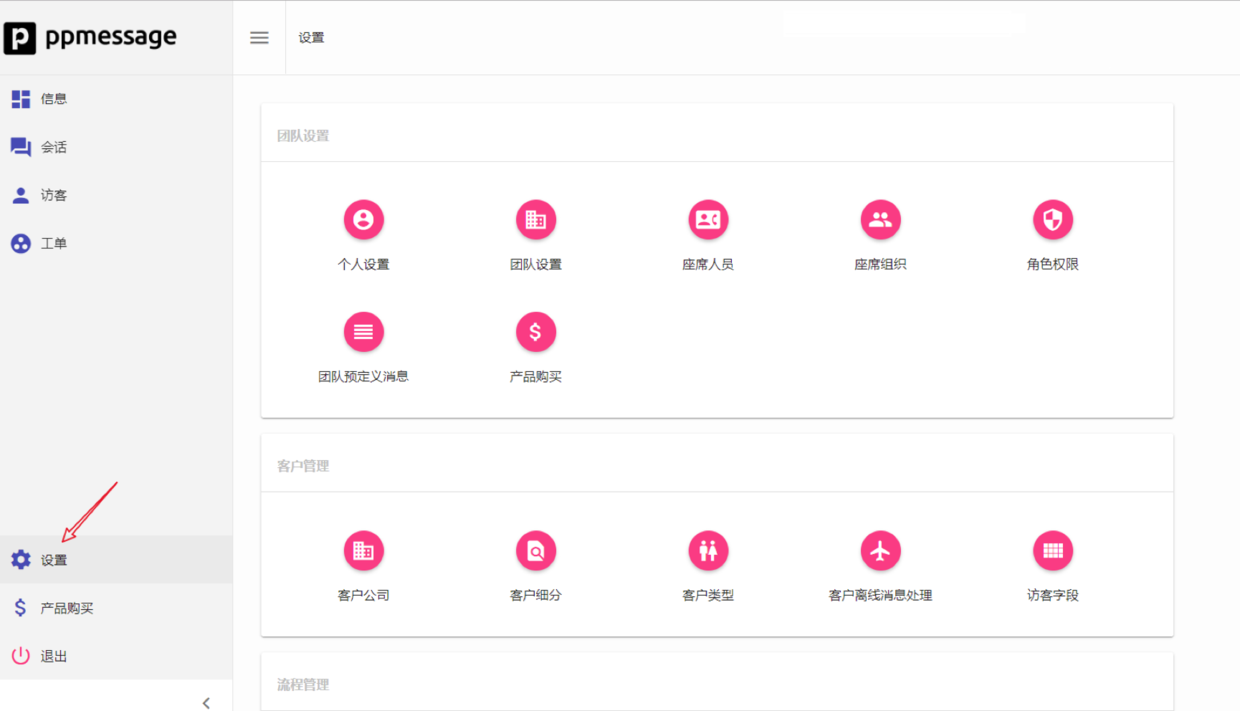 ppmessage
设置
信息
会话
访客
工单
设置
产品购买
退出
团队设置
个人设置
团队设置
座席人员
座席组织
角色权限
团队预定义消息
产品购买
客户管理
客户公司
客户细分
客户类型
客户离线消息处理
访客字段
流程管理